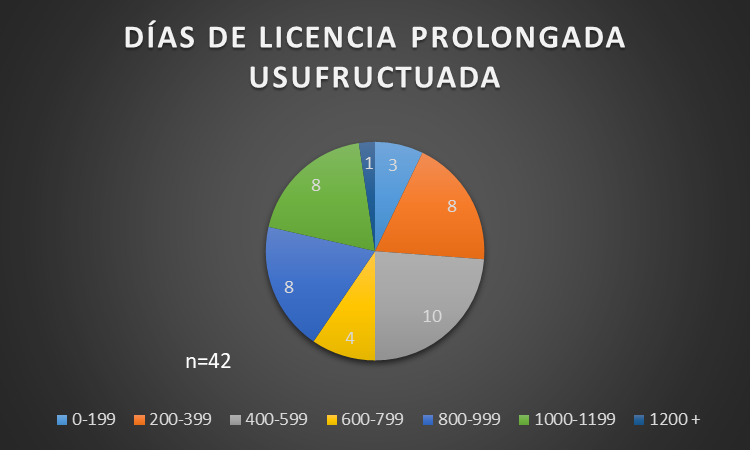 DÍAS DE LICENCIA PROLONGADA
USUFRUCTUADA
1
3
8
8
8
10
4
n=42
0-199 200-399 400-599 600-799 800-999 1000-1199 1200 +